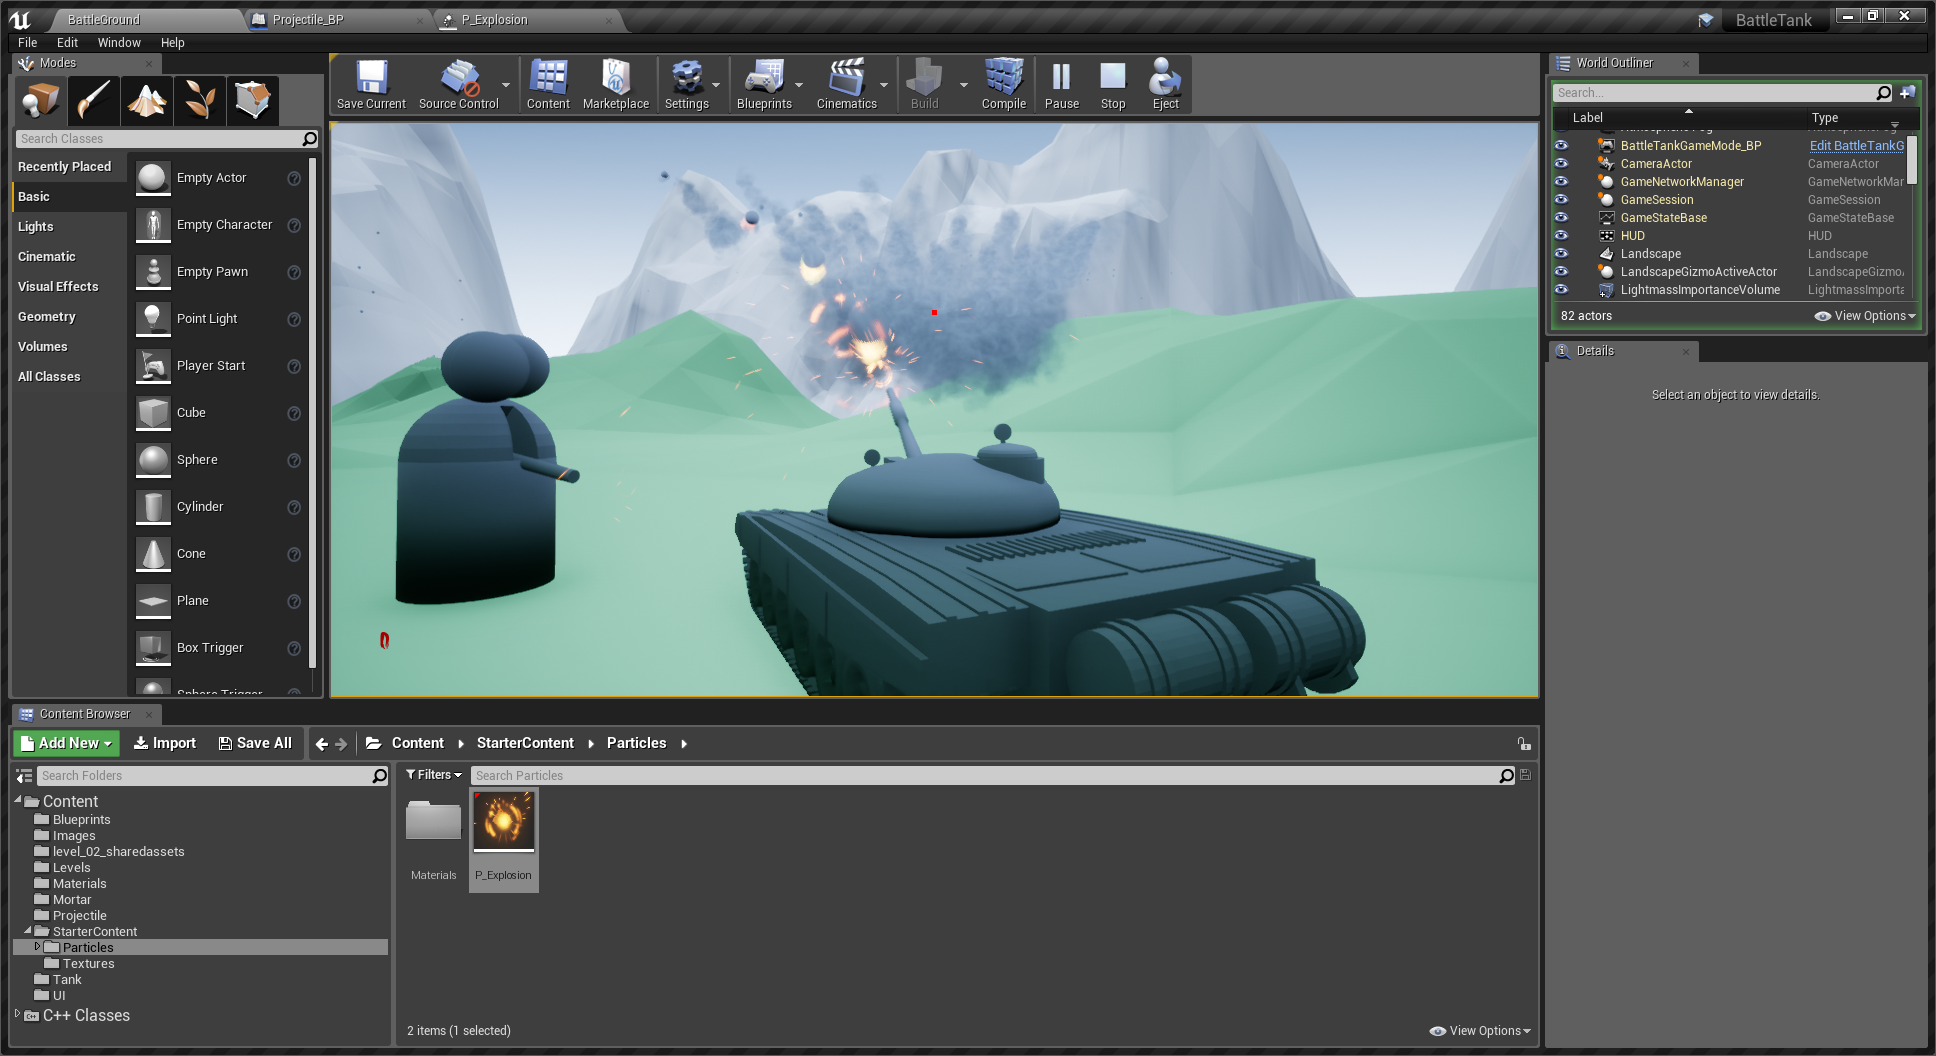 BattleGround
Projectile_BP
P_Explosion
BattleTank
File
Edit
Window
Help
Modes
Search Classes
Recently Placed
Basic
Lights
Cinematic
Visual Effects
Geometry
Volumes
All Classes
Empty Actor
Empty Character
Empty Pawn
Point Light
Player Start
Cube
Sphere
Cylinder
Cone
Plane
Box Trigger
Sphere Trigger
Save Current
Source Control
Content
Marketplace
Settings
Blueprints
Cinematics
Build
Compile
Pause
Stop
Eject
World Outliner
Search...
Label
Type
BattleTankGameMode_BP
Edit BattleTankG
CameraActor
CameraActor
GameNetworkManager
GameNetworkMar
GameSession
GameSession
GameStateBase
GameStateBase
HUD
HUD
Landscape
Landscape
LandscapeGizmoActiveActor
LandscapeGizmo
LightmassImportanceVolume
LightmassImporta
82 actors
View Options
Details
Select an object to view details.
Content Browser
Add New
Import
Save All
Content
StarterContent
Particles
Search Folders
Content
Blueprints
Images
level_02_sharedassets
Levels
Materials
Mortar
Projectile
StarterContent
Particles
Textures
Tank
UI
C++ Classes
Filters
Search Particles
Materials
P_Explosion
2 items (1 selected)
View Options